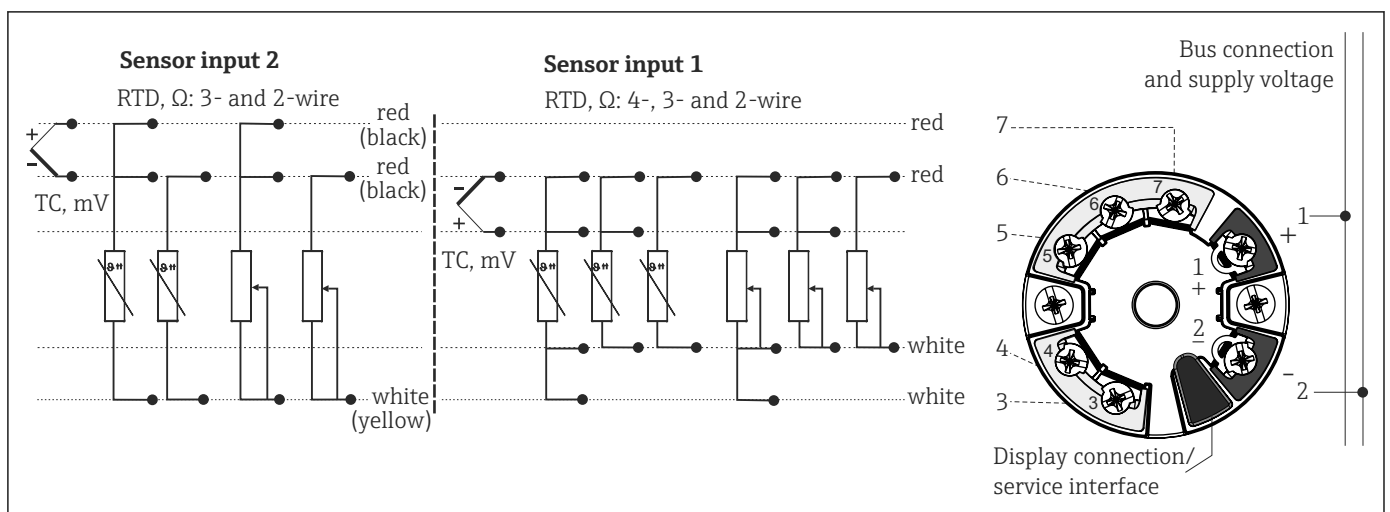 Sensor input 2
RTD, Ω: 3- and 2-wire
+
-
TC, mV
red
(black)
red
(black)
white
(yellow)
Sensor input 1
RTD, Ω: 4-, 3- and 2-wire
-
+
TC, mV
red
red
white
white
7
6
5
4
3
7
6
5
4
3
1
+
2
-
Bus connection
and supply voltage
1
+
-
2
Display connection/
service interface